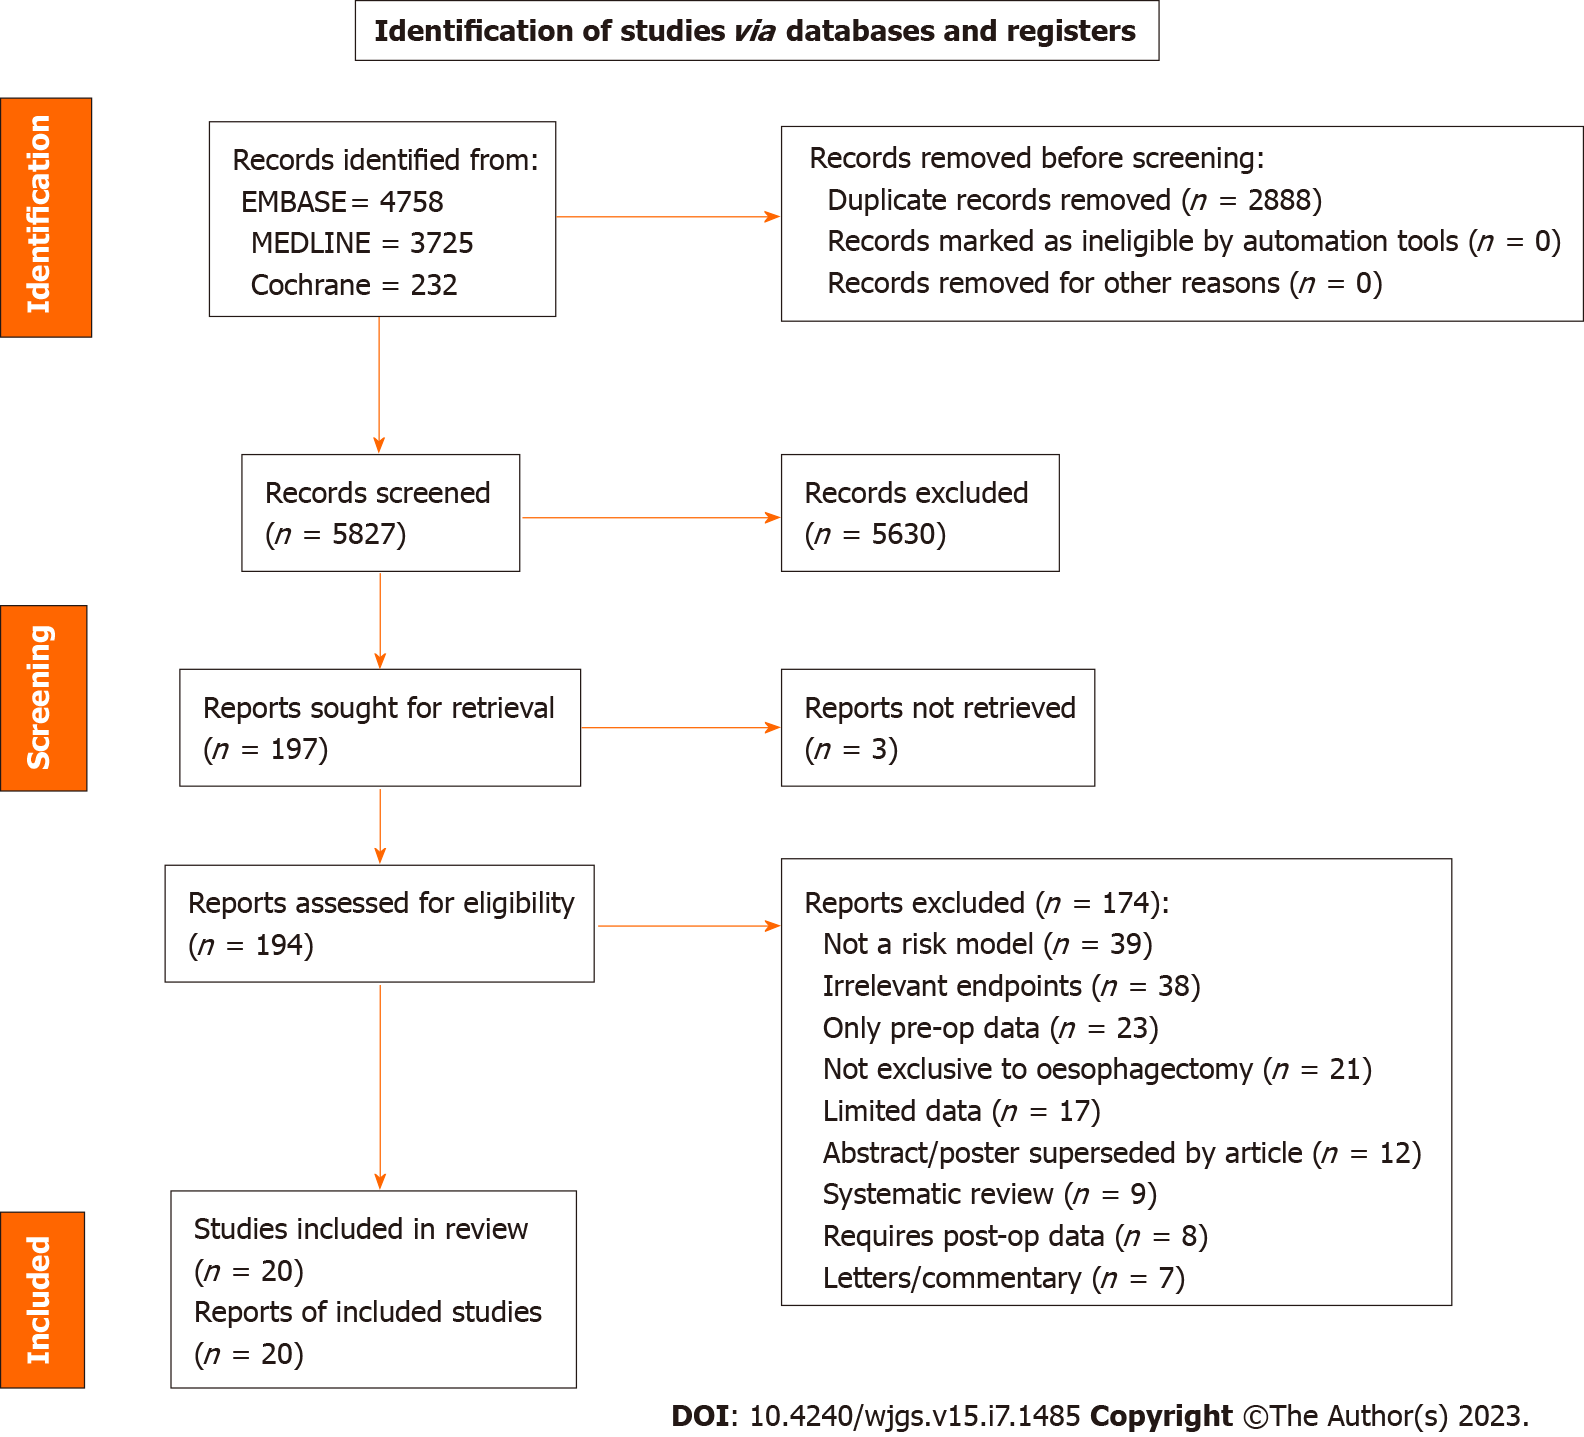 Identification of studies via databases and registers
Identification
Records identified from:
EMBASE = 4758
MEDLINE = 3725
Cochrane = 232
Records removed before screening:
Duplicate records removed (n = 2888)
Records marked as ineligible by automation tools (n = 0)
Records removed for other reasons (n = 0)
Records screened
(n = 5827)
Records excluded
(n = 5630)
Screening
Reports sought for retrieval
(n = 197)
Reports not retrieved
(n = 3)
Reports assessed for eligibility
(n = 194)
Reports excluded (n = 174):
Not a risk model (n = 39)
Irrelevant endpoints (n = 38)
Only pre-op data (n = 23)
Not exclusive to oesophagectomy (n = 21)
Limited data (n = 17)
Abstract/poster superseded by article (n = 12)
Systematic review (n = 9)
Requires post-op data (n = 8)
Letters/commentary (n = 7)
Included
Studies included in review
(n = 20)
Reports of included studies
(n = 20)
DOI: 10.4240/wjgs.v15.i7.1485 Copyright ©The Author(s) 2023.